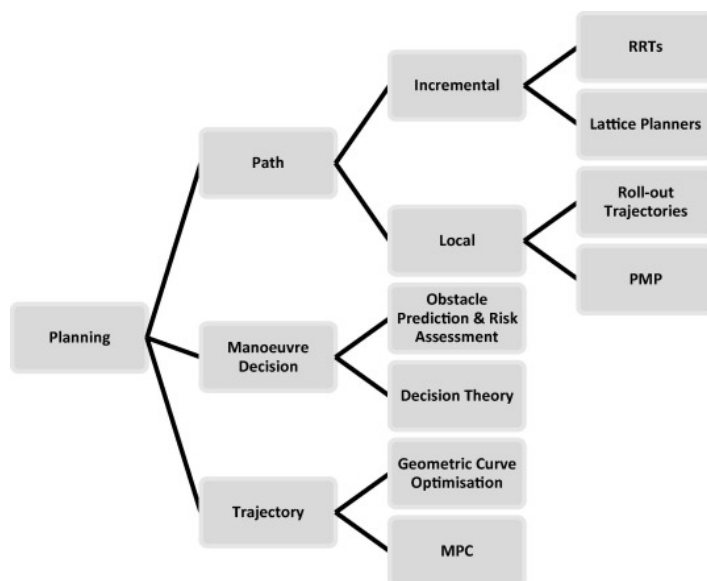 RRTs
Incremental
Lattice Planners
Path
Roll-out
Trajectories
Local
PMP
Obstacle
Prediction & Risk
Assessment
Planning
Manoeuvre
Decision
Decision Theory
Geometric Curve
Optimisation
Trajectory
MPC